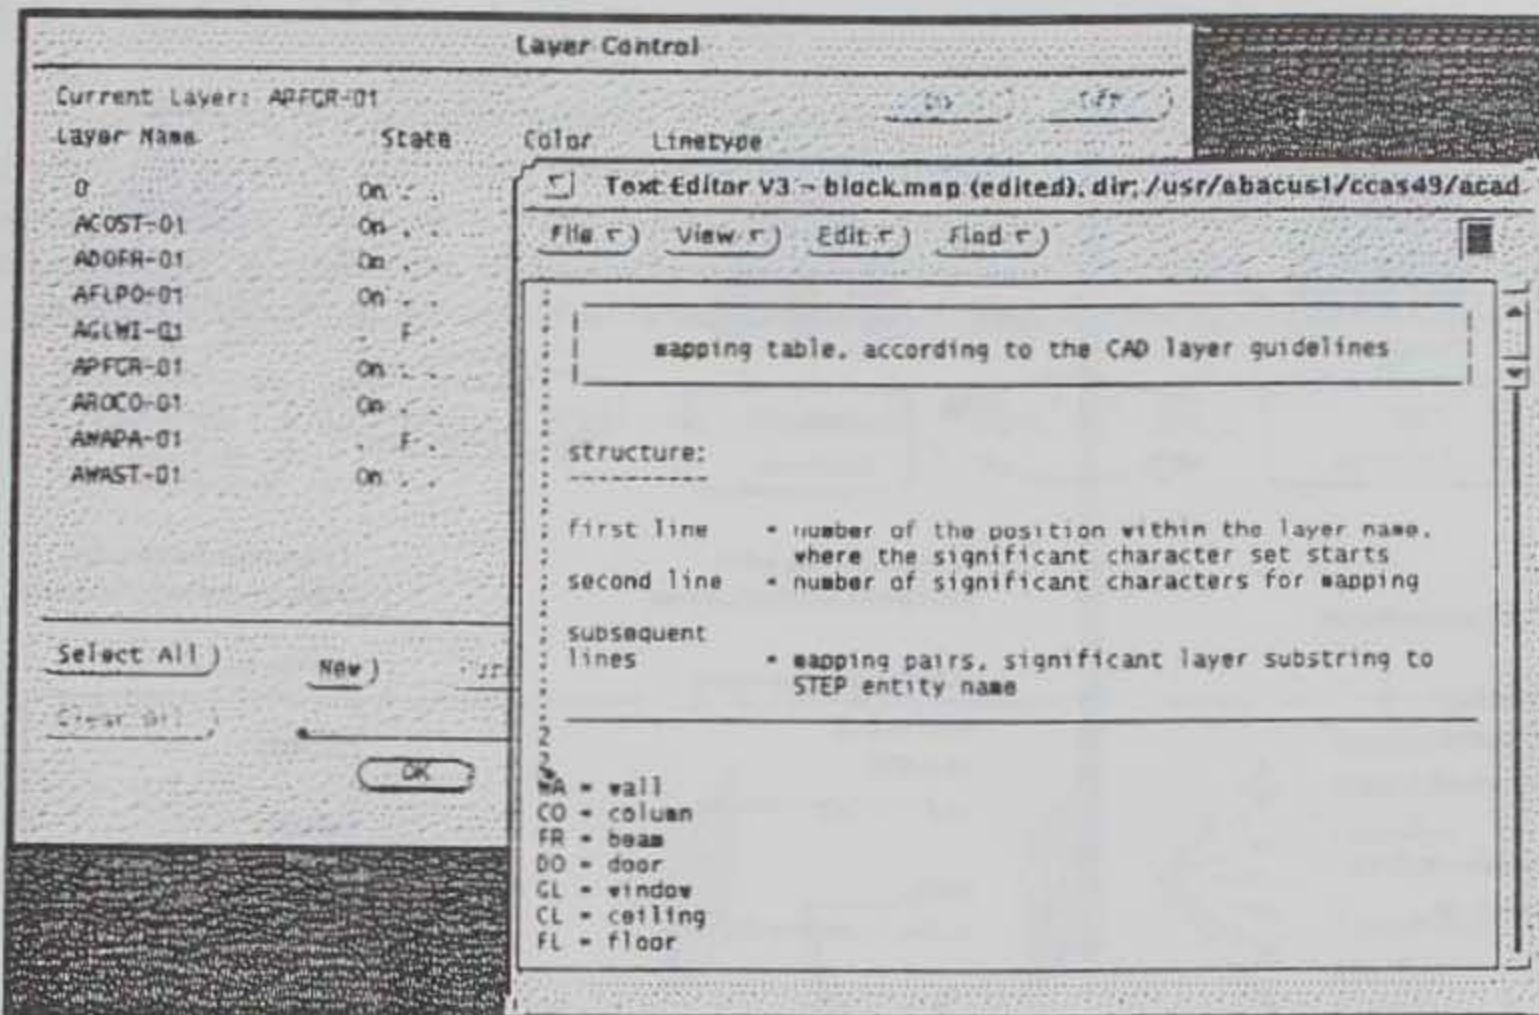 Layer Control
Current Layer: APFCR-01
Layer Name State Color Linetype
0 On . .
ACOST-01 On . .
ADOFR-01 On . .
AFLPO-01 On . .
AGLWI-01 . F .
APFCR-01 On . .
AROCO-01 On . .
AWAPA-01 . F .
AWAST-01 On . .
Select All
New
Clear All
OK
Text Editor V3 - block.map (edited), dir; /usr/abacus1/ccas49/acad
File View Edit Find
mapping table, according to the CAD layer guidelines
structure:
----------
first line = number of the position within the layer name,
where the significant character set starts
second line = number of significant characters for mapping
subsequent
lines = mapping pairs, significant layer substring to
STEP entity name
2
2
WA = wall
CO = column
FR = beam
DO = door
GL = window
CL = ceiling
FL = floor